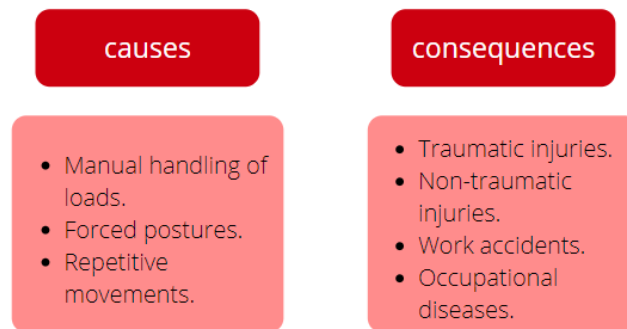 causes
• Manual handling of
loads.
• Forced postures.
• Repetitive
movements.
consequences
• Traumatic injuries.
• Non-traumatic
injuries.
• Work accidents.
• Occupational
diseases.